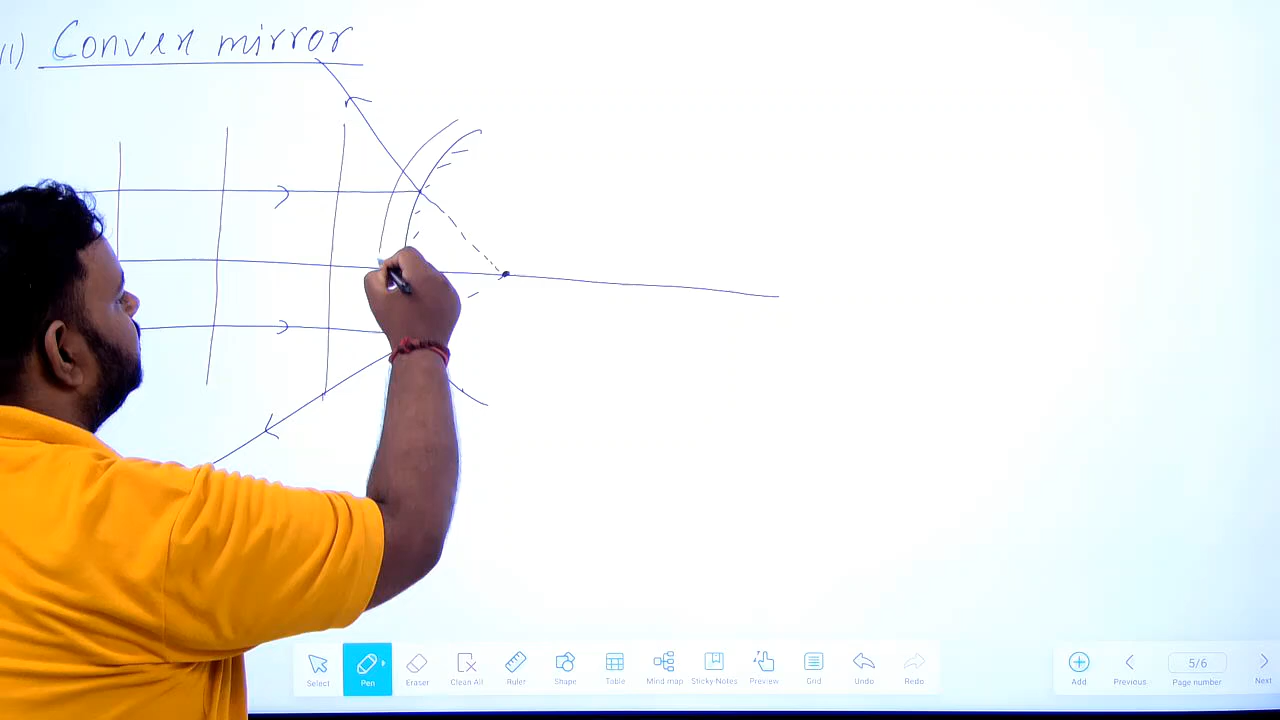 11) Convex mirror
Select Pen Eraser Clean All Ruler Shape Table Mind map Sticky Notes Preview Grid Undo Redo Add Previous 5/6 Page number Next